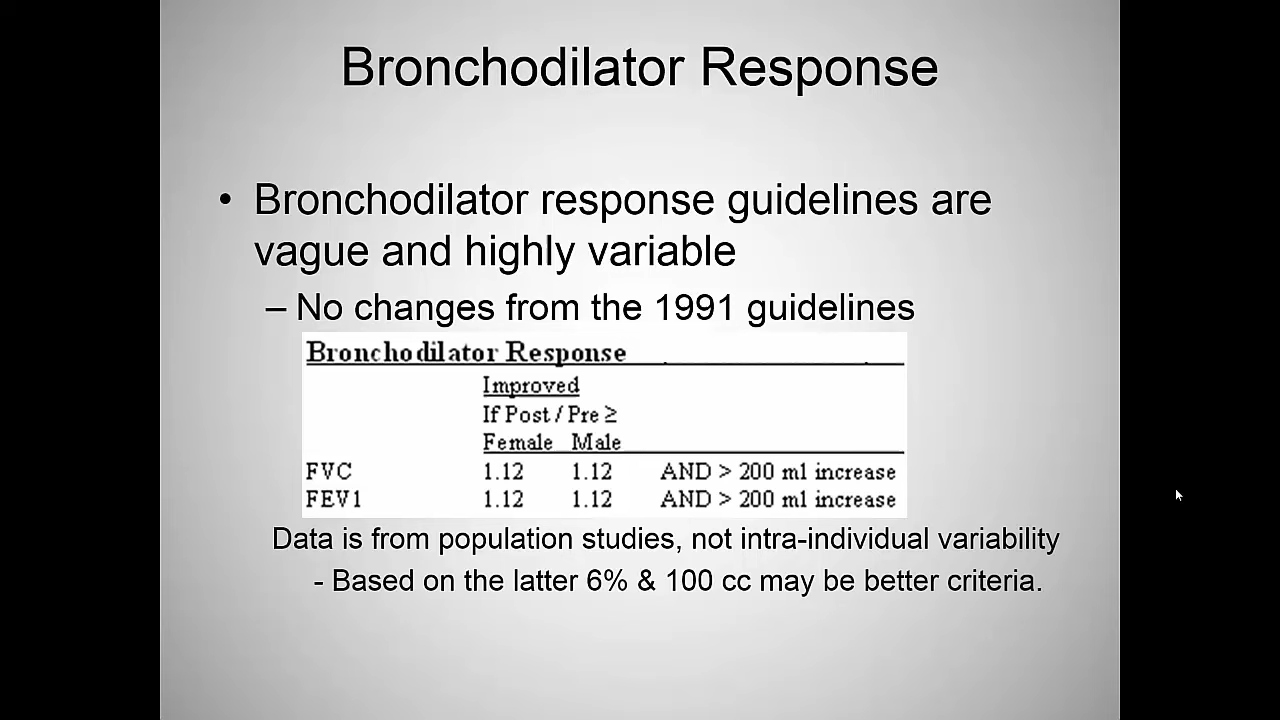 Bronchodilator Response
• Bronchodilator response guidelines are
vague and highly variable
– No changes from the 1991 guidelines
Bronchodilator Response
Improved
If Post / Pre ≥
Female Male
FVC 1.12 1.12 AND > 200 ml increase
FEV1 1.12 1.12 AND > 200 ml increase
Data is from population studies, not intra-individual variability
- Based on the latter 6% & 100 cc may be better criteria.